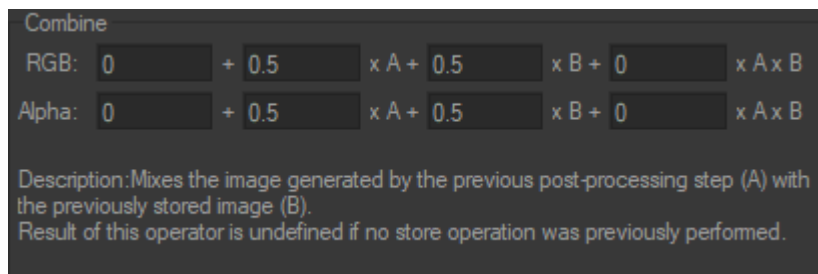 Combine
RGB: 0 + 0.5 x A + 0.5 x B + 0 x A x B
Alpha: 0 + 0.5 x A + 0.5 x B + 0 x A x B
Description:Mixes the image generated by the previous post-processing step (A) with
the previously stored image (B).
Result of this operator is undefined if no store operation was previously performed.